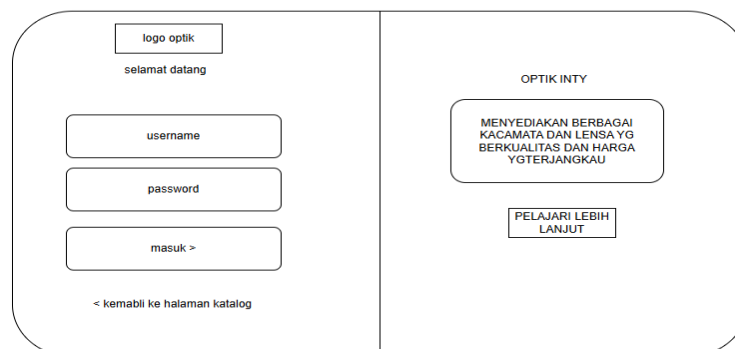 logo optik
selamat datang
username
password
masuk >
< kemabli ke halaman katalog
OPTIK INTY
MENYEDIAKAN BERBAGAI
KACAMATA DAN LENSA YG
BERKUALITAS DAN HARGA
YGTERJANGKAU
PELAJARI LEBIH
LANJUT